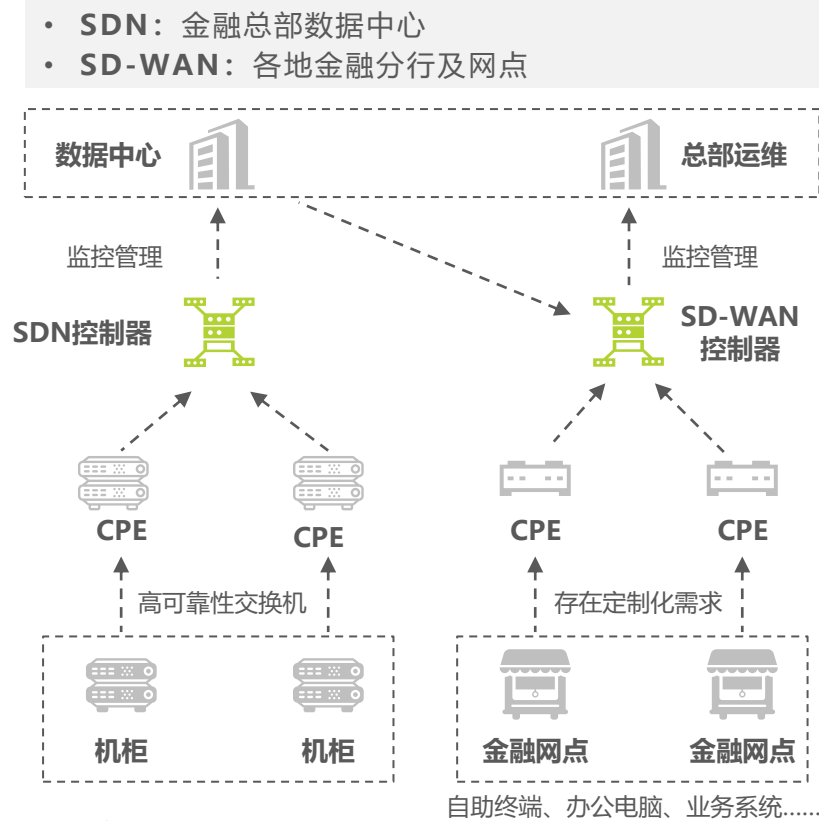 • SDN：金融总部数据中心
• SD-WAN：各地金融分行及网点
数据中心
总部运维
监控管理
监控管理
SDN控制器
SD-WAN
控制器
CPE
CPE
CPE
CPE
高可靠性交换机
存在定制化需求
机柜
机柜
金融网点
金融网点
自助终端、办公电脑、业务系统......